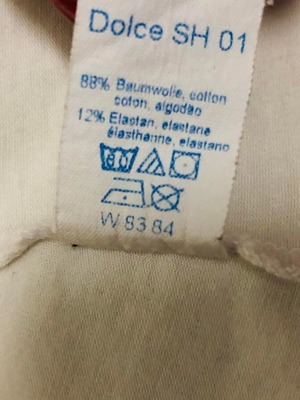 Dolce SH 01
88% Baumwolle, cotton
coton, algodão
12% Elastan, elastane
élasthanne, elastano
W 83 84